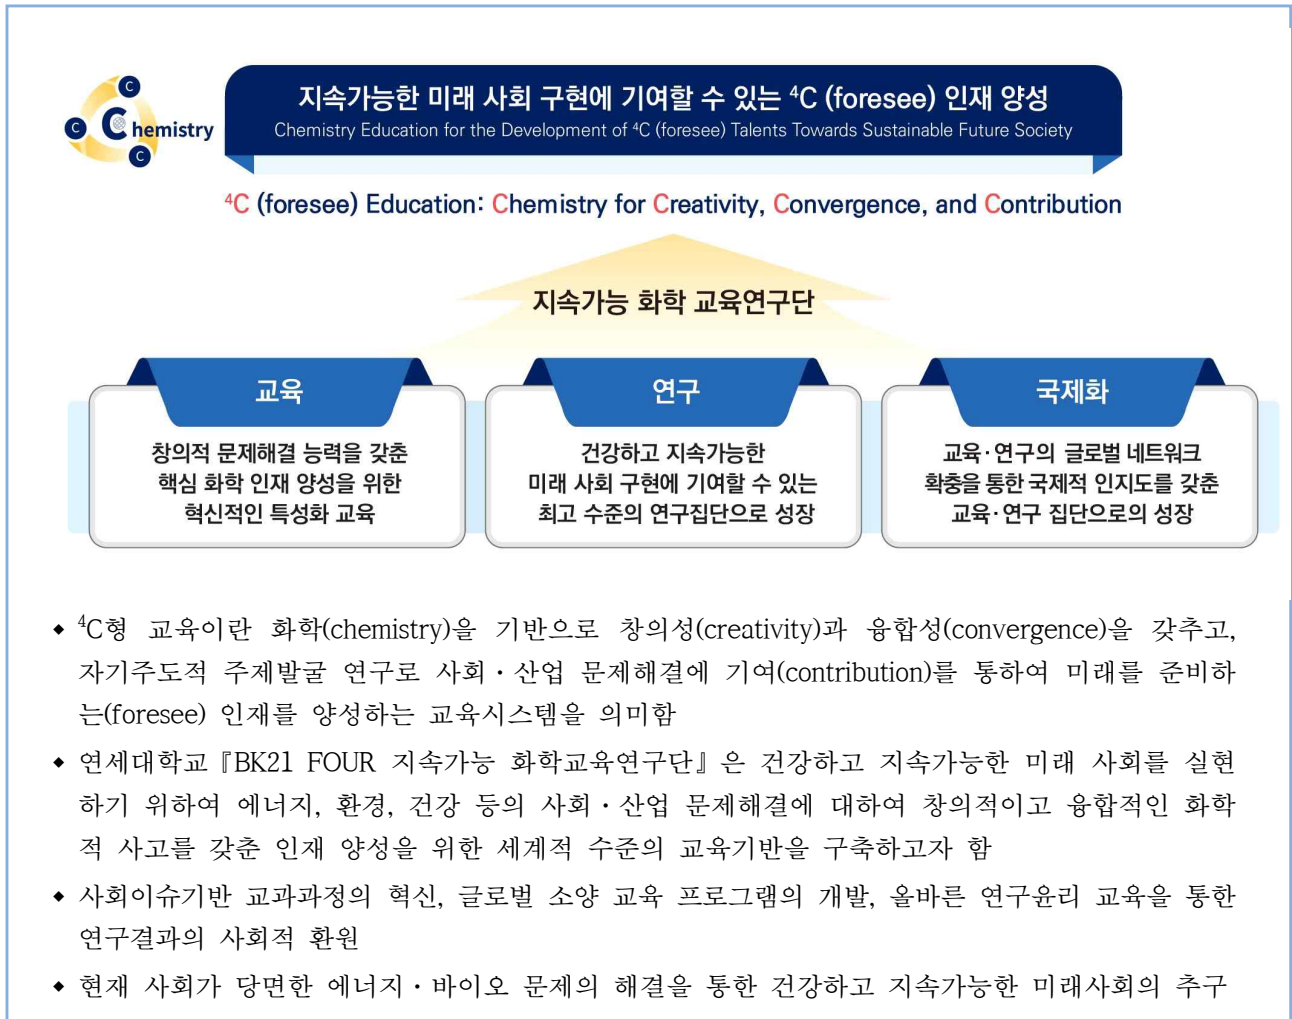 C
C
Chemistry
C
지속가능한 미래 사회 구현에 기여할 수 있는 ⁴C (foresee) 인재 양성
Chemistry Education for the Development of ⁴C (foresee) Talents Towards Sustainable Future Society
⁴C (foresee) Education: Chemistry for Creativity, Convergence, and Contribution
지속가능 화학 교육연구단
교육
창의적 문제해결 능력을 갖춘
핵심 화학 인재 양성을 위한
혁신적인 특성화 교육
연구
건강하고 지속가능한
미래 사회 구현에 기여할 수 있는
최고 수준의 연구집단으로 성장
국제화
교육·연구의 글로벌 네트워크
확충을 통한 국제적 인지도를 갖춘
교육·연구 집단으로의 성장
◆ ⁴C형 교육이란 화학(chemistry)을 기반으로 창의성(creativity)과 융합성(convergence)을 갖추고,
자기주도적 주제발굴 연구로 사회·산업 문제해결에 기여(contribution)를 통하여 미래를 준비하
는(foresee) 인재를 양성하는 교육시스템을 의미함
◆ 연세대학교『BK21 FOUR 지속가능 화학교육연구단』은 건강하고 지속가능한 미래 사회를 실현
하기 위하여 에너지, 환경, 건강 등의 사회·산업 문제해결에 대하여 창의적이고 융합적인 화학
적 사고를 갖춘 인재 양성을 위한 세계적 수준의 교육기반을 구축하고자 함
◆ 사회이슈기반 교과과정의 혁신, 글로벌 소양 교육 프로그램의 개발, 올바른 연구윤리 교육을 통한
연구결과의 사회적 환원
◆ 현재 사회가 당면한 에너지·바이오 문제의 해결을 통한 건강하고 지속가능한 미래사회의 추구